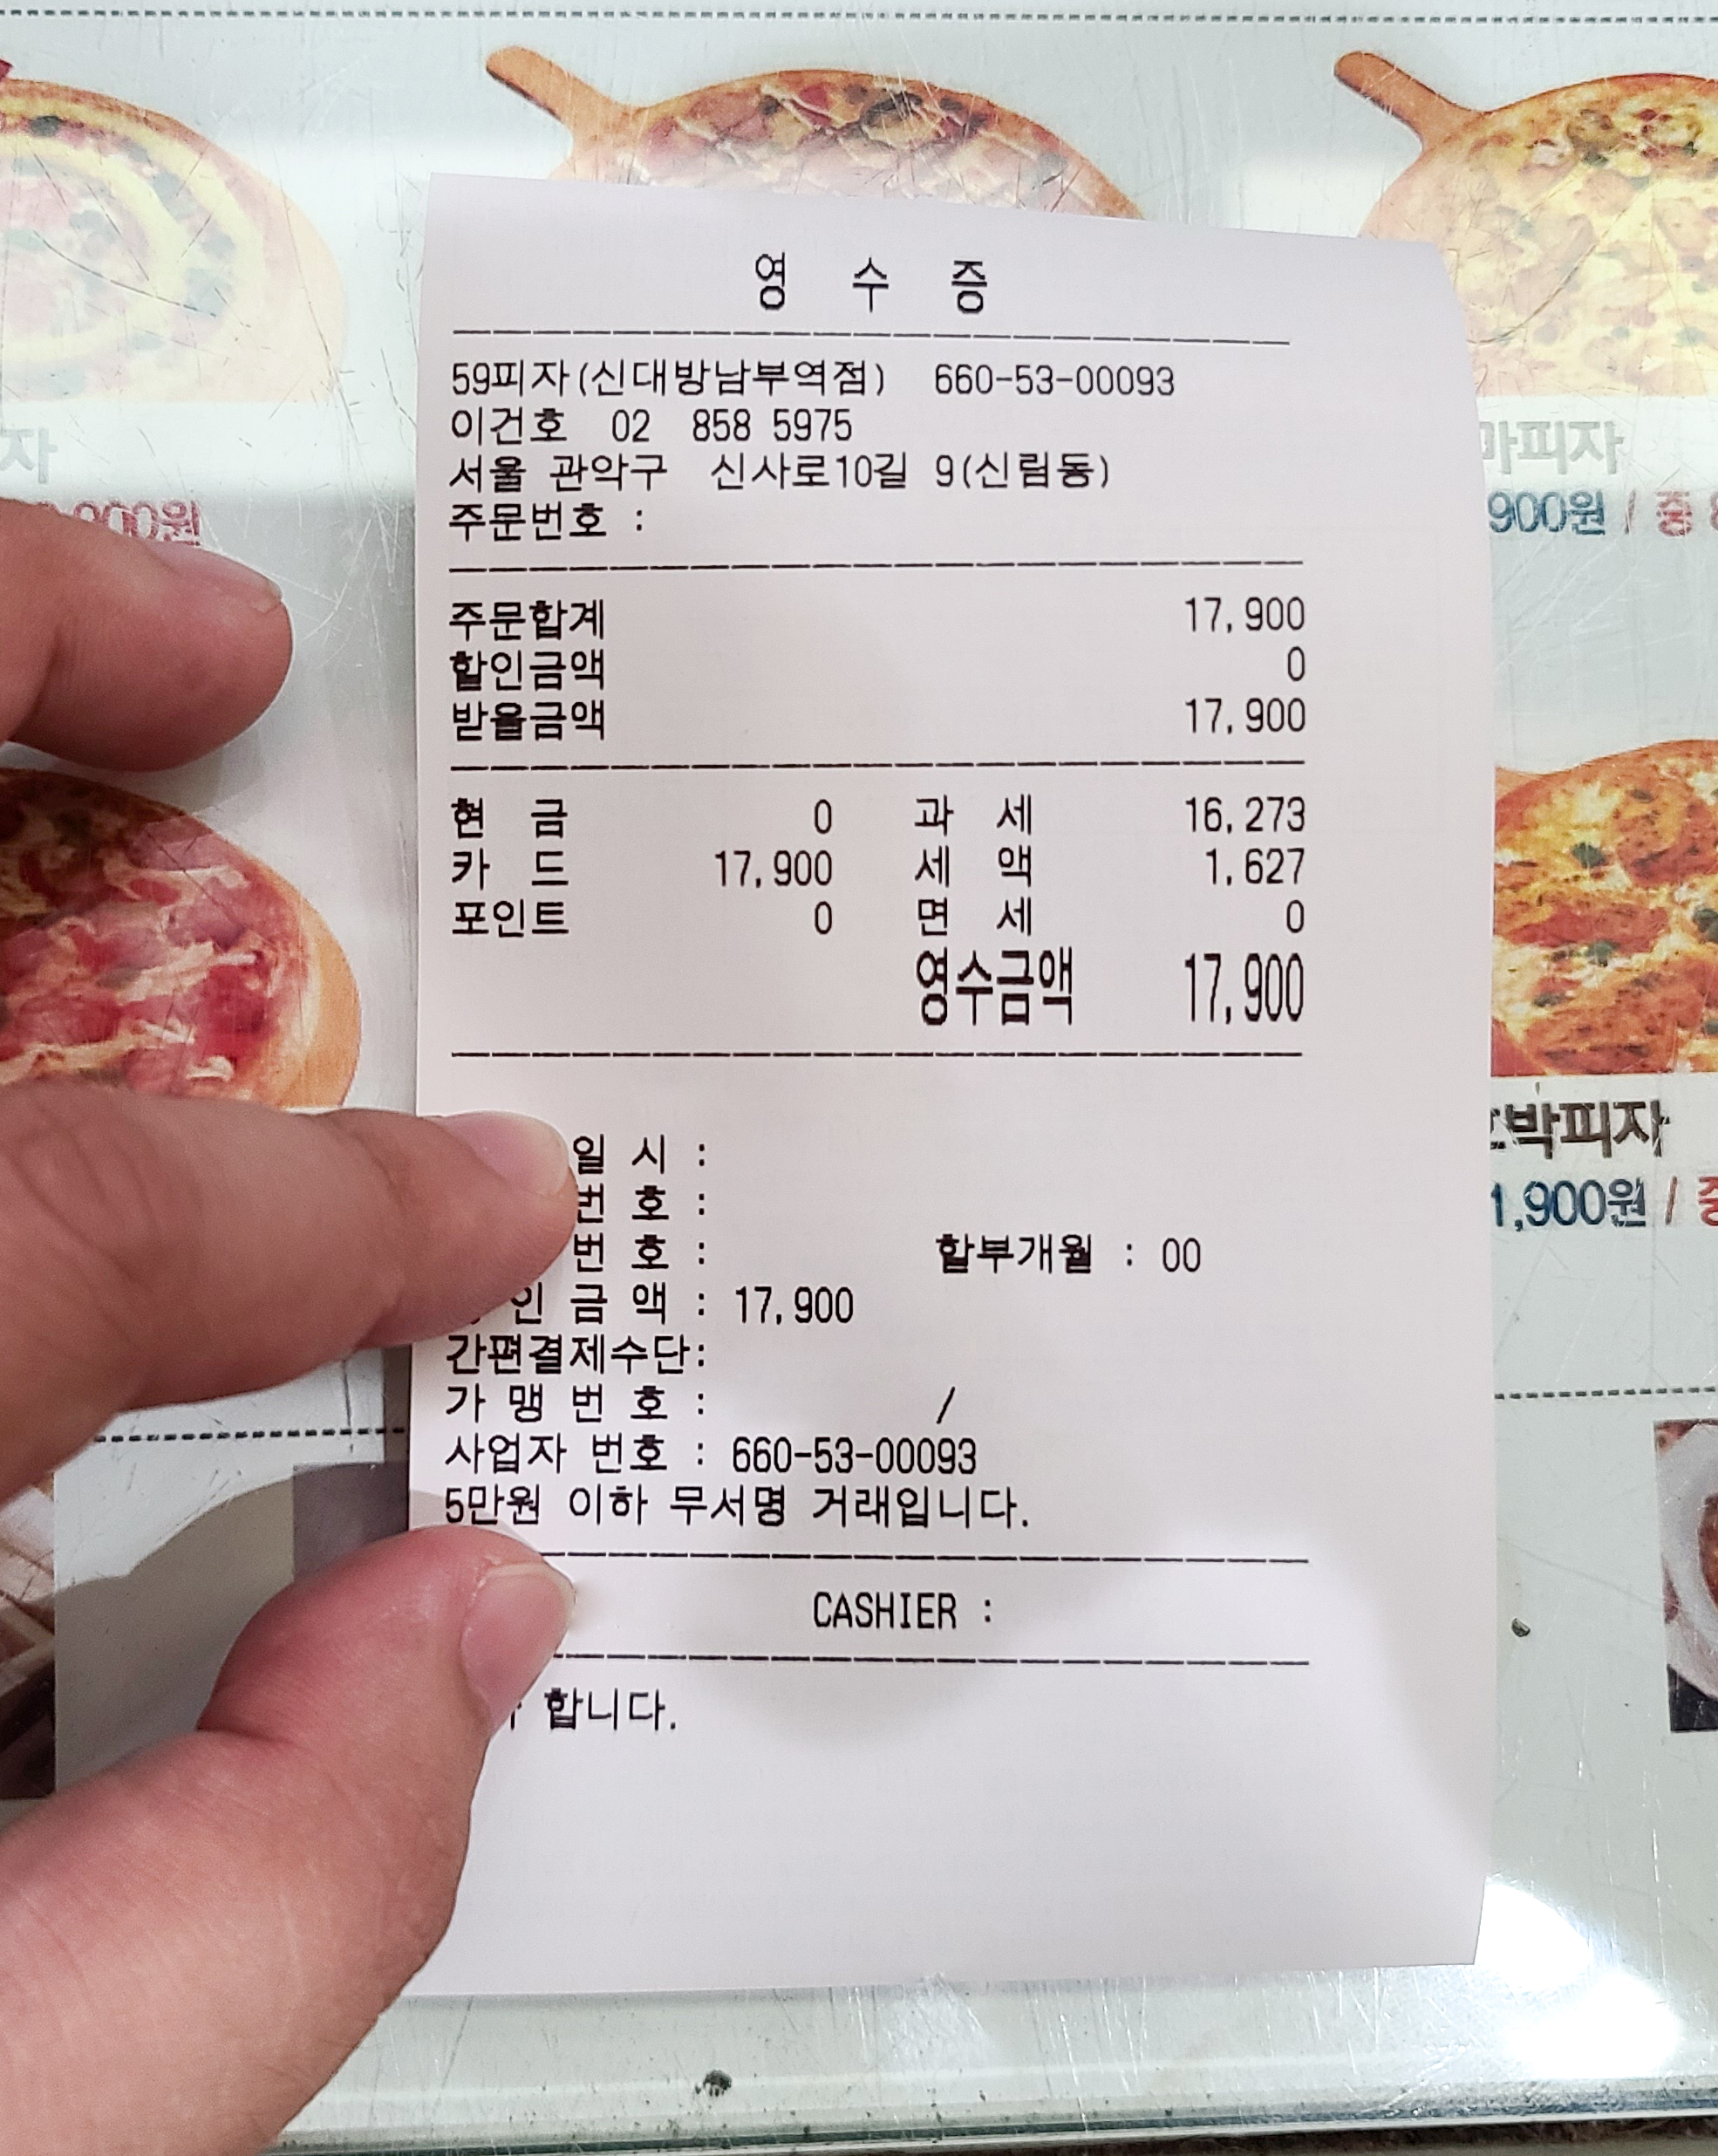 영 수 증
59피자(신대방남부역점) 660-53-00093
이건호 02 858 5975
서울 관악구 신사로10길 9(신림동)
주문번호 :
주문합계 17,900
할인금액 0
받을금액 17,900
현 금 0 과 세 16,273
카 드 17,900 세 액 1,627
포인트 0 면 세 0
영수금액 17,900
일 시 :
번 호 :
번 호 : 할부개월 : 00
인 금 액 : 17,900
간편결제수단:
가 맹 번 호 : /
사업자 번호 : 660-53-00093
5만원 이하 무서명 거래입니다.
CASHIER :
합니다.
자
900원
마피자
900원 / 중 8
박피자
1,900원 / 중